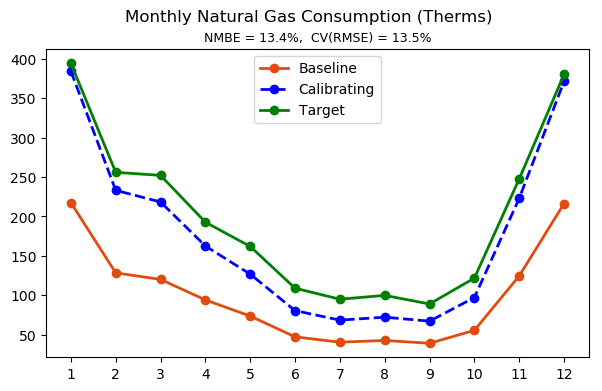 Monthly Natural Gas Consumption (Therms)
NMBE = 13.4%,  CV(RMSE) = 13.5%
Baseline
Calibrating
Target
400
350
300
250
200
150
100
50
1 2 3 4 5 6 7 8 9 10 11 12